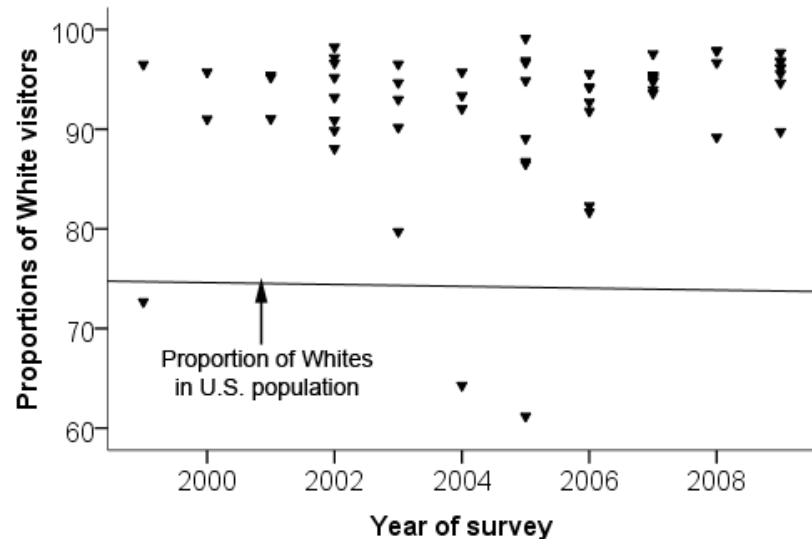 Proportions of White visitors
100
90
80
70
60
Proportion of Whites
in U.S. population
2000
2002
2004
2006
2008
Year of survey